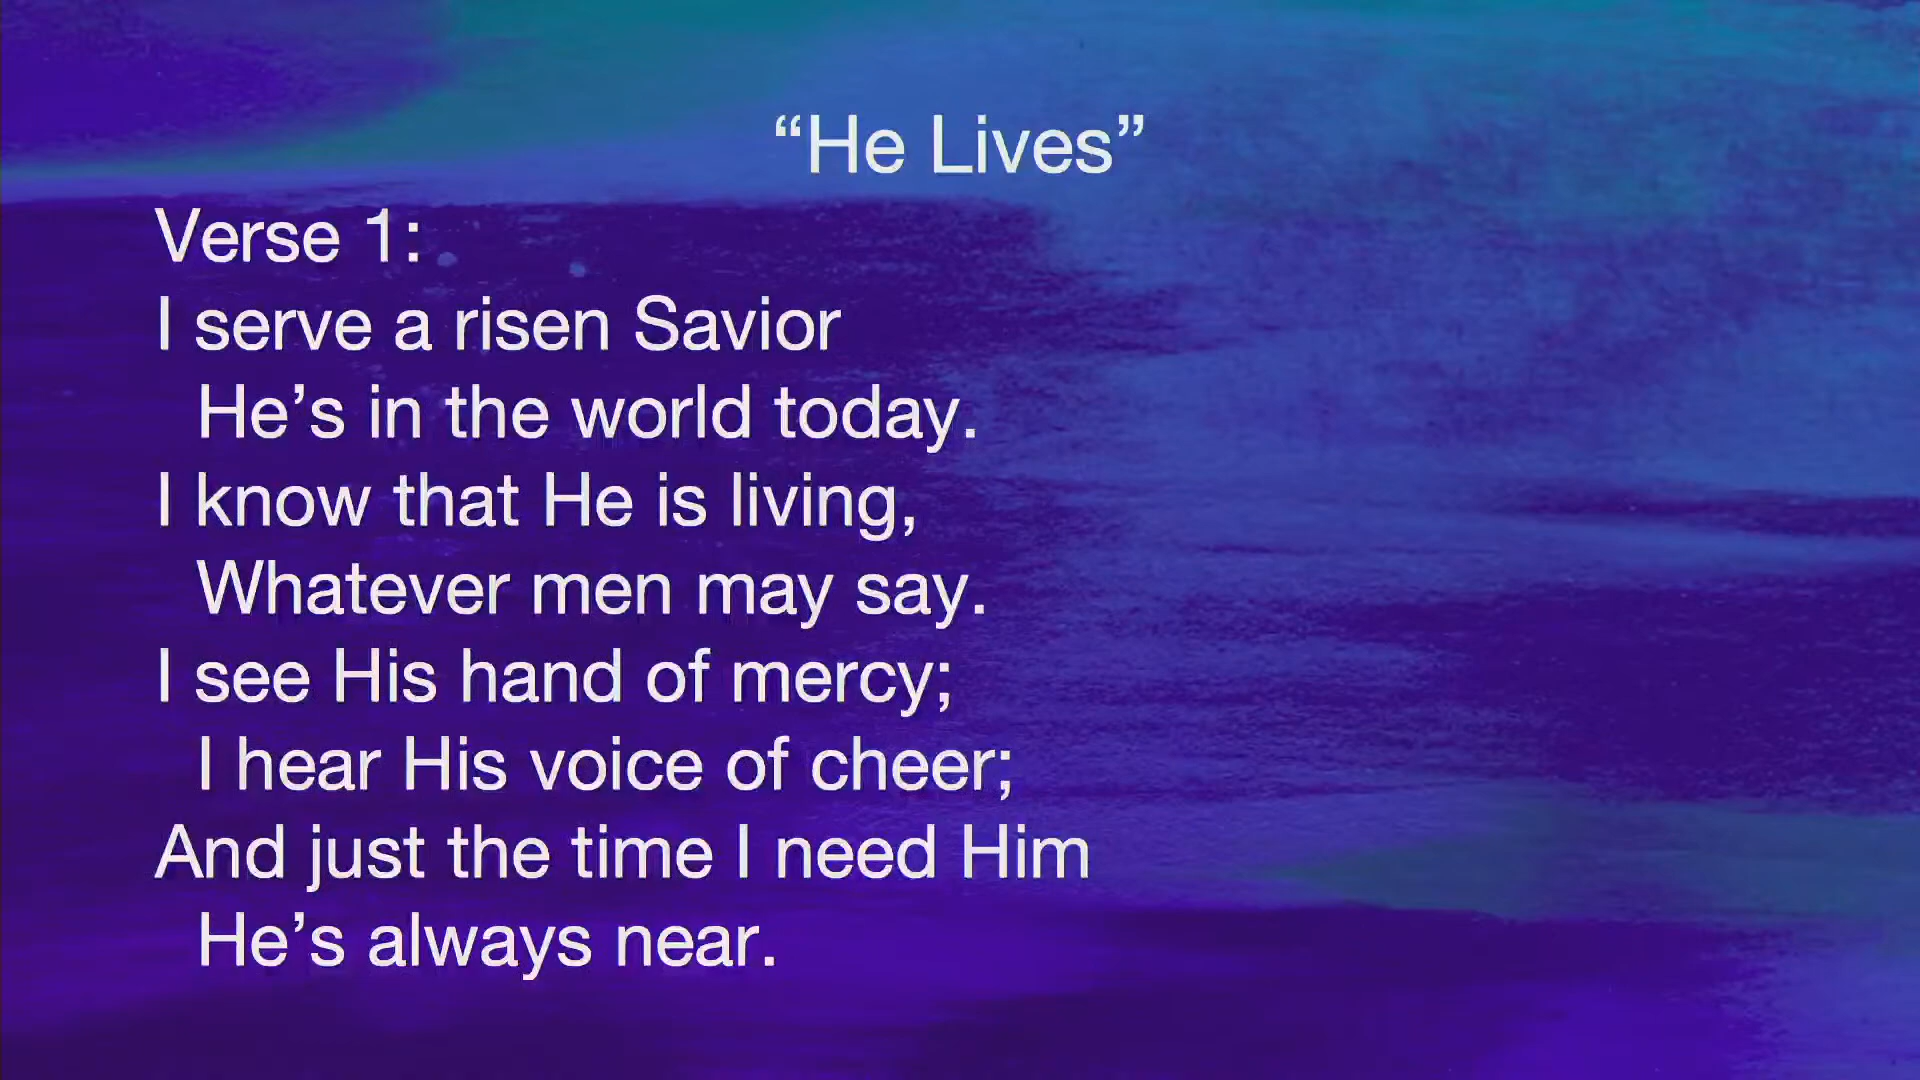 “He Lives”
Verse 1:
I serve a risen Savior
He’s in the world today.
I know that He is living,
Whatever men may say.
I see His hand of mercy;
I hear His voice of cheer;
And just the time I need Him
He’s always near.